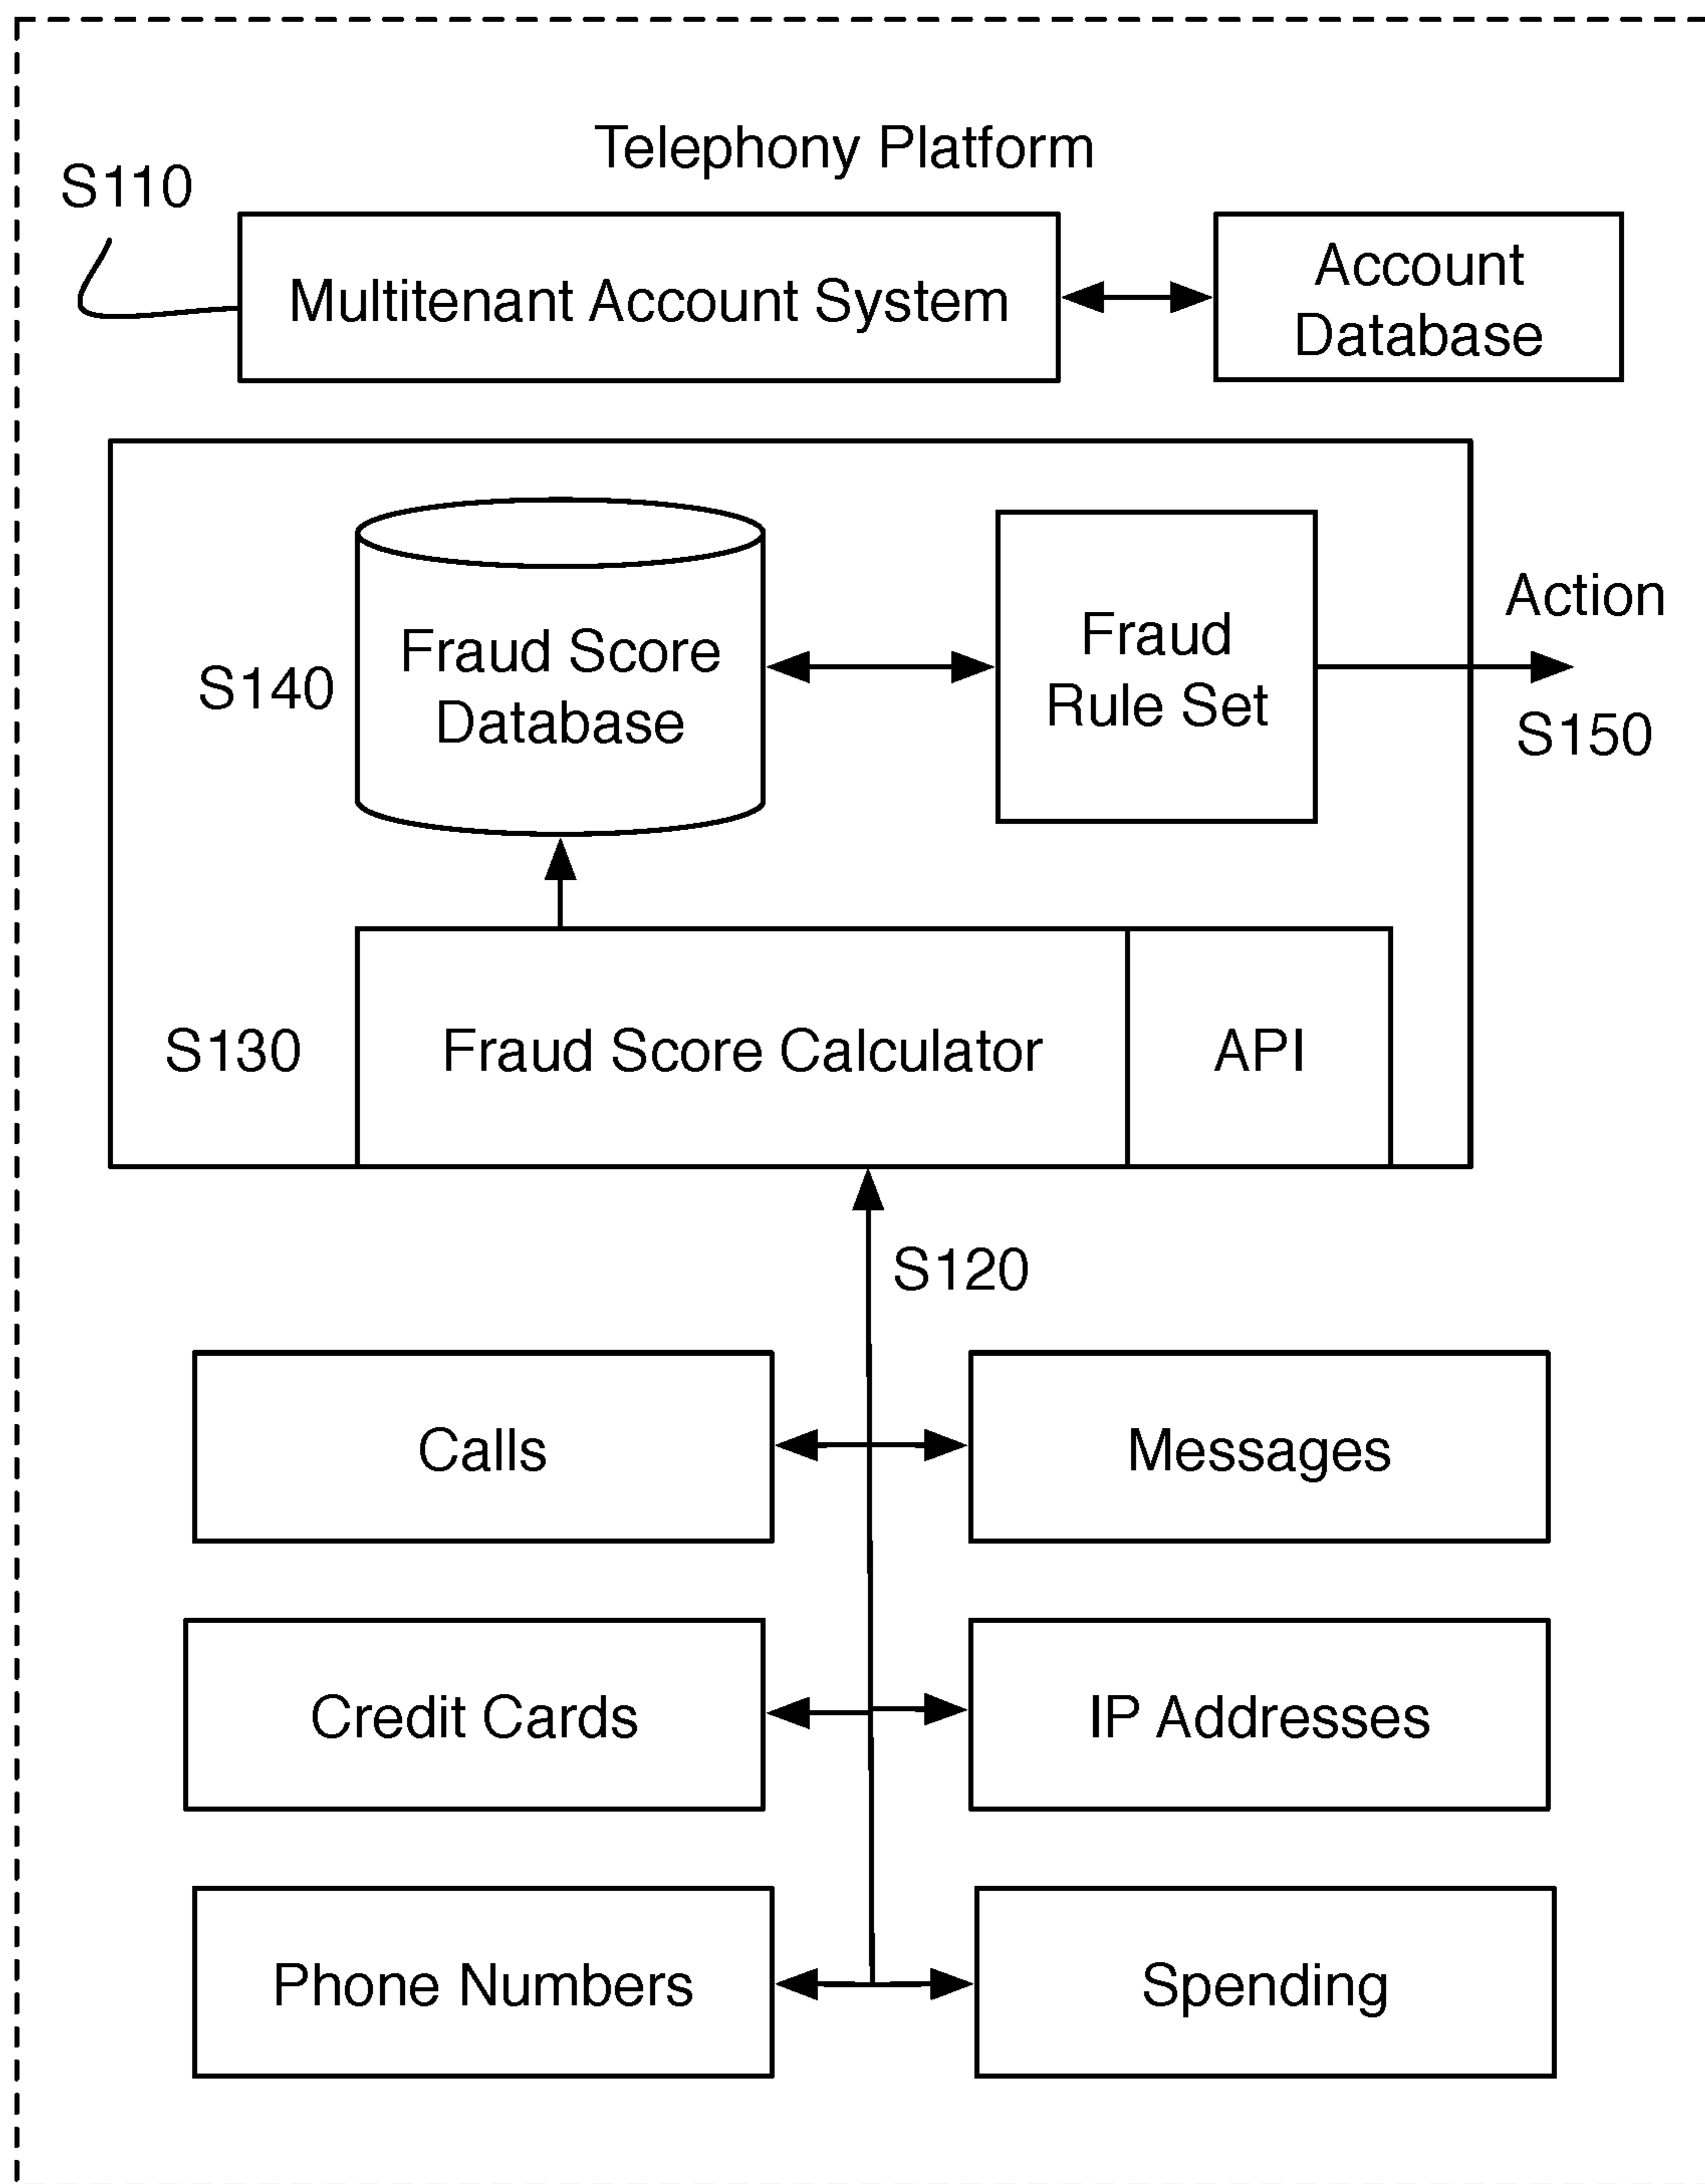 Telephony Platform
S110
Multitenant Account System
Account
Database
Fraud Score
Database
S140
Fraud
Rule Set
Action
S150
S130
Fraud Score Calculator
API
S120
Calls
Messages
Credit Cards
IP Addresses
Phone Numbers
Spending